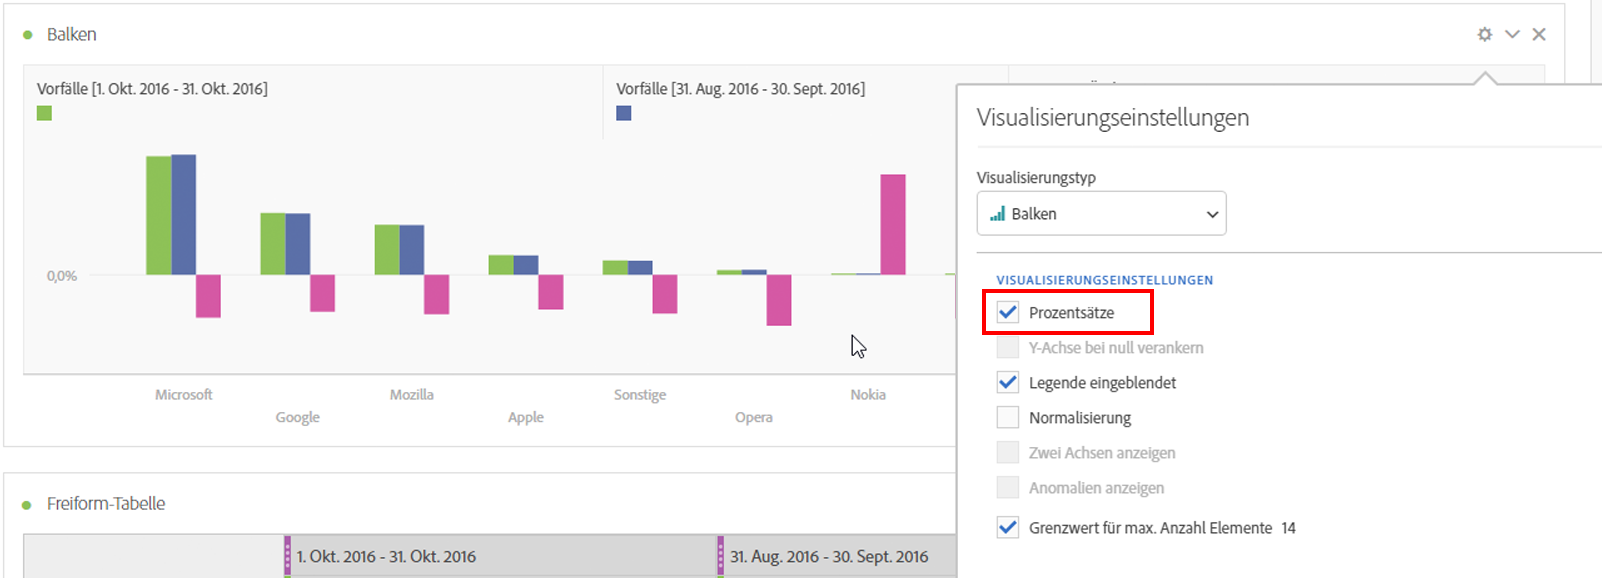 Balken
Vorfälle [1. Okt. 2016 - 31. Okt. 2016]
Vorfälle [31. Aug. 2016 - 30. Sept. 2016]
0,0%
Microsoft
Google
Mozilla
Apple
Sonstige
Opera
Nokia
Visualisierungseinstellungen
Visualisierungstyp
Balken
VISUALISIERUNGSEINSTELLUNGEN
Prozentsätze
Y-Achse bei null verankern
Legende eingeblendet
Normalisierung
Zwei Achsen anzeigen
Anomalien anzeigen
Grenzwert für max. Anzahl Elemente 14
Freiform-Tabelle
1. Okt. 2016 - 31. Okt. 2016
31. Aug. 2016 - 30. Sept. 2016